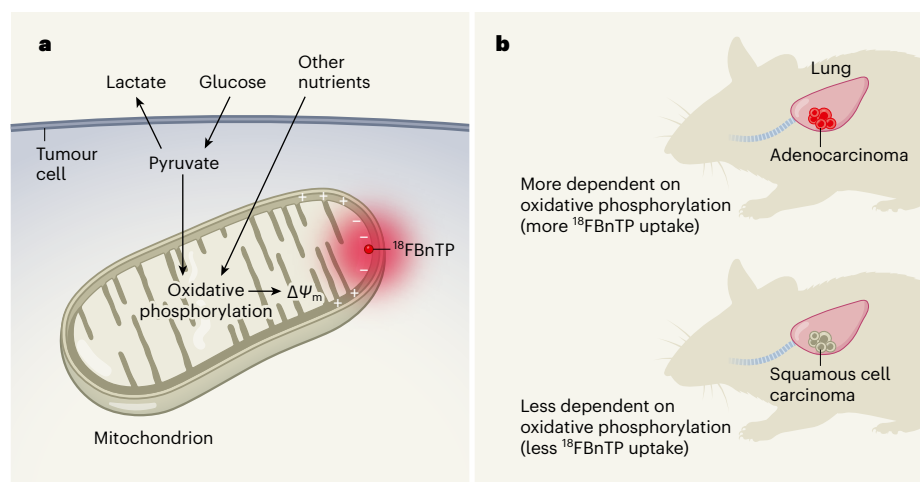 a
Lactate
Glucose
Other
nutrients
Tumour
cell
Pyruvate
+ + +
− − −
¹⁸FBnTP
Oxidative
phosphorylation
ΔΨₘ
+ +
Mitochondrion
b
Lung
Adenocarcinoma
More dependent on
oxidative phosphorylation
(more ¹⁸FBnTP uptake)
Squamous cell
carcinoma
Less dependent on
oxidative phosphorylation
(less ¹⁸FBnTP uptake)